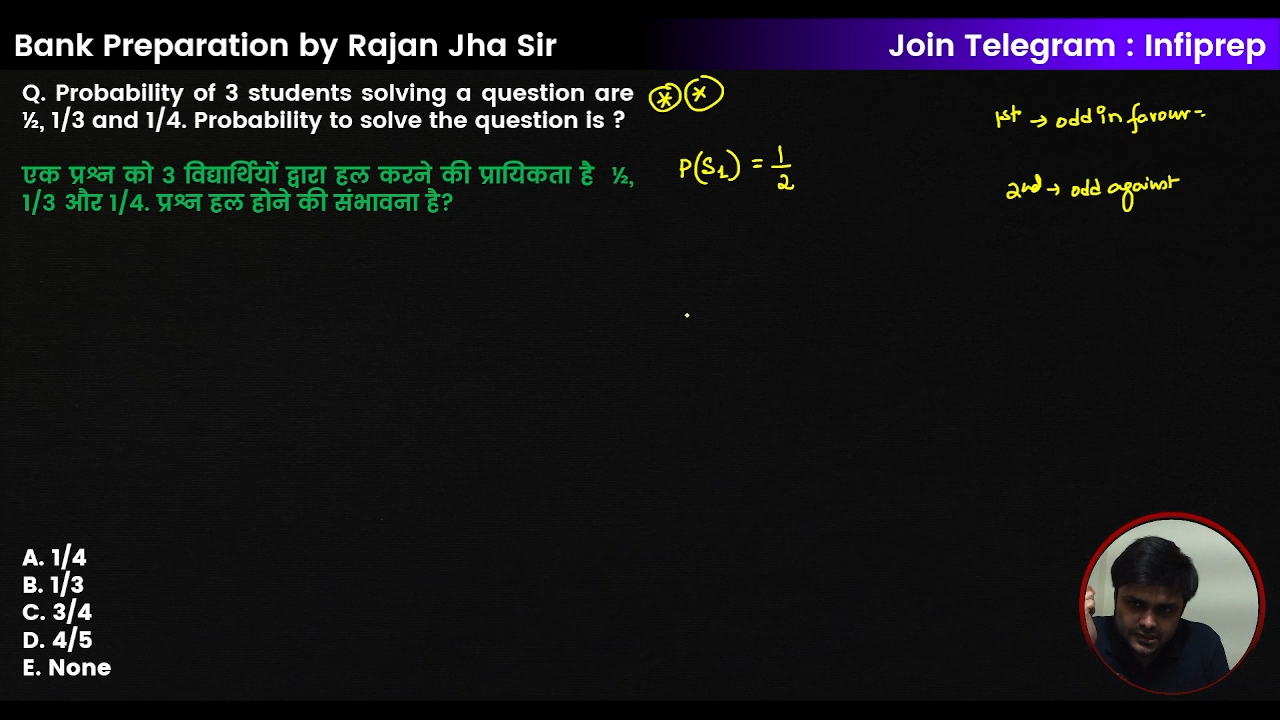 Bank Preparation by Rajan Jha Sir
Join Telegram : Infiprep
Q. Probability of 3 students solving a question are
½, 1/3 and 1/4. Probability to solve the question is ?
एक प्रश्न को 3 विद्यार्थियों द्वारा हल करने की प्रायिकता है ½,
1/3 और 1/4. प्रश्न हल होने की संभावना है?
* *
P(S₁) = 1/2
1st → odd in favour :-
2nd → odd against
A. 1/4
B. 1/3
C. 3/4
D. 4/5
E. None